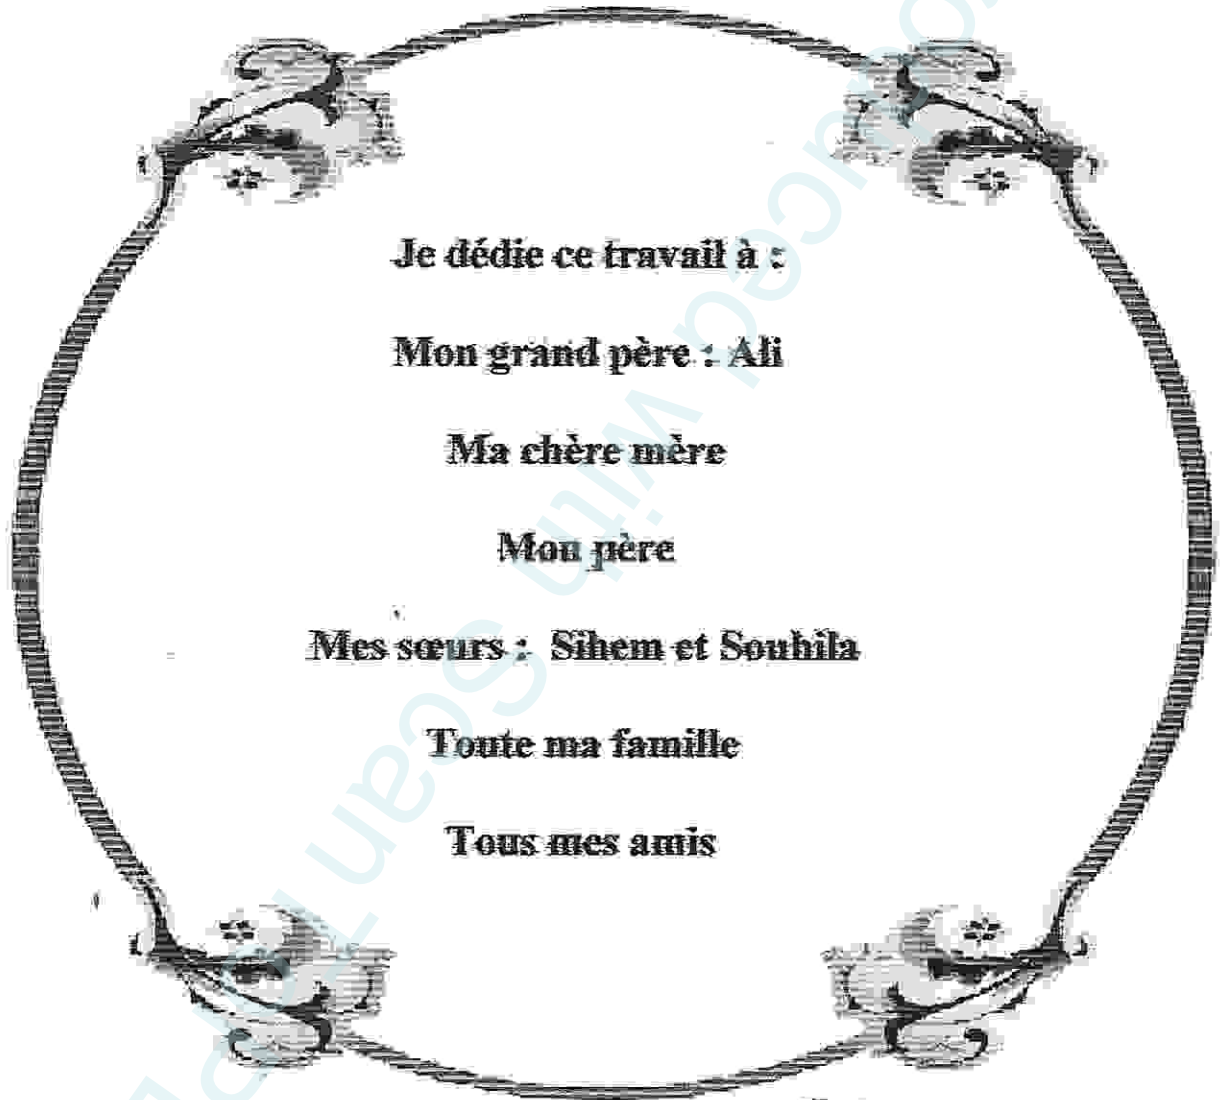 Je dédie ce travail à :
Mon grand père : Ali
Ma chère mère
Mon père
Mes sœurs : Sihem et Souhila
Toute ma famille
Tous mes amis